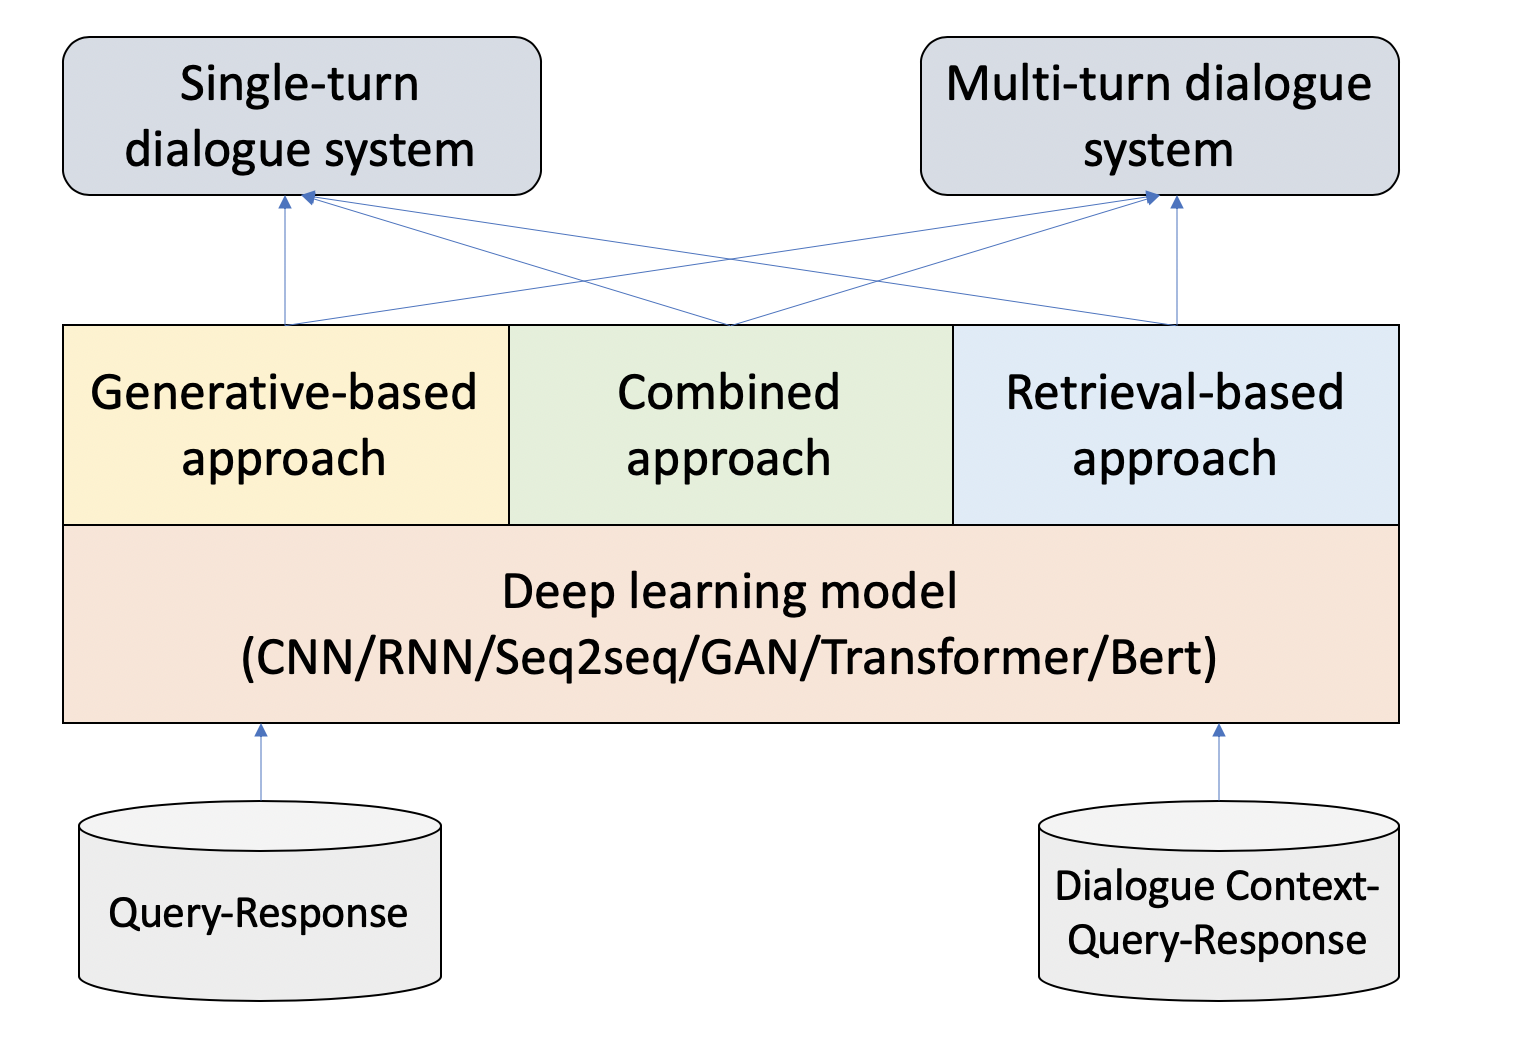 Single-turn
dialogue system
Multi-turn dialogue
system
Generative-based
approach
Combined
approach
Retrieval-based
approach
Deep learning model
(CNN/RNN/Seq2seq/GAN/Transformer/Bert)
Query-Response
Dialogue Context-
Query-Response